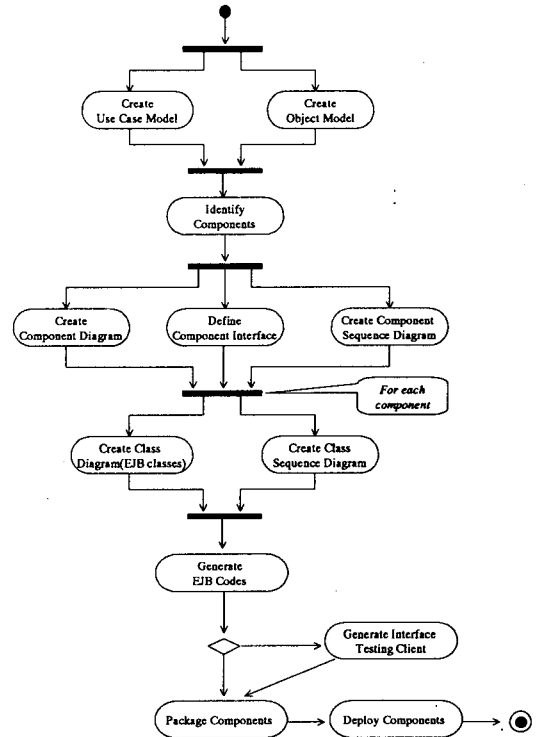 Create
Use Case Model
Create
Object Model
Identify
Components
Create
Component Diagram
Define
Component Interface
Create Component
Sequence Diagram
For each
component
Create Class
Diagram(EJB classes)
Create Class
Sequence Diagram
Generate
EJB Codes
Generate Interface
Testing Client
Package Components
Deploy Components